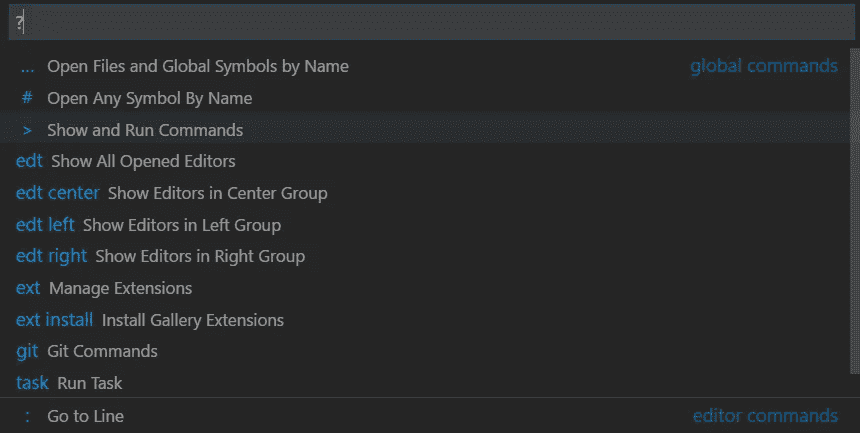 ?
... Open Files and Global Symbols by Name global commands
# Open Any Symbol By Name
> Show and Run Commands
edt Show All Opened Editors
edt center Show Editors in Center Group
edt left Show Editors in Left Group
edt right Show Editors in Right Group
ext Manage Extensions
ext install Install Gallery Extensions
git Git Commands
task Run Task
: Go to Line editor commands